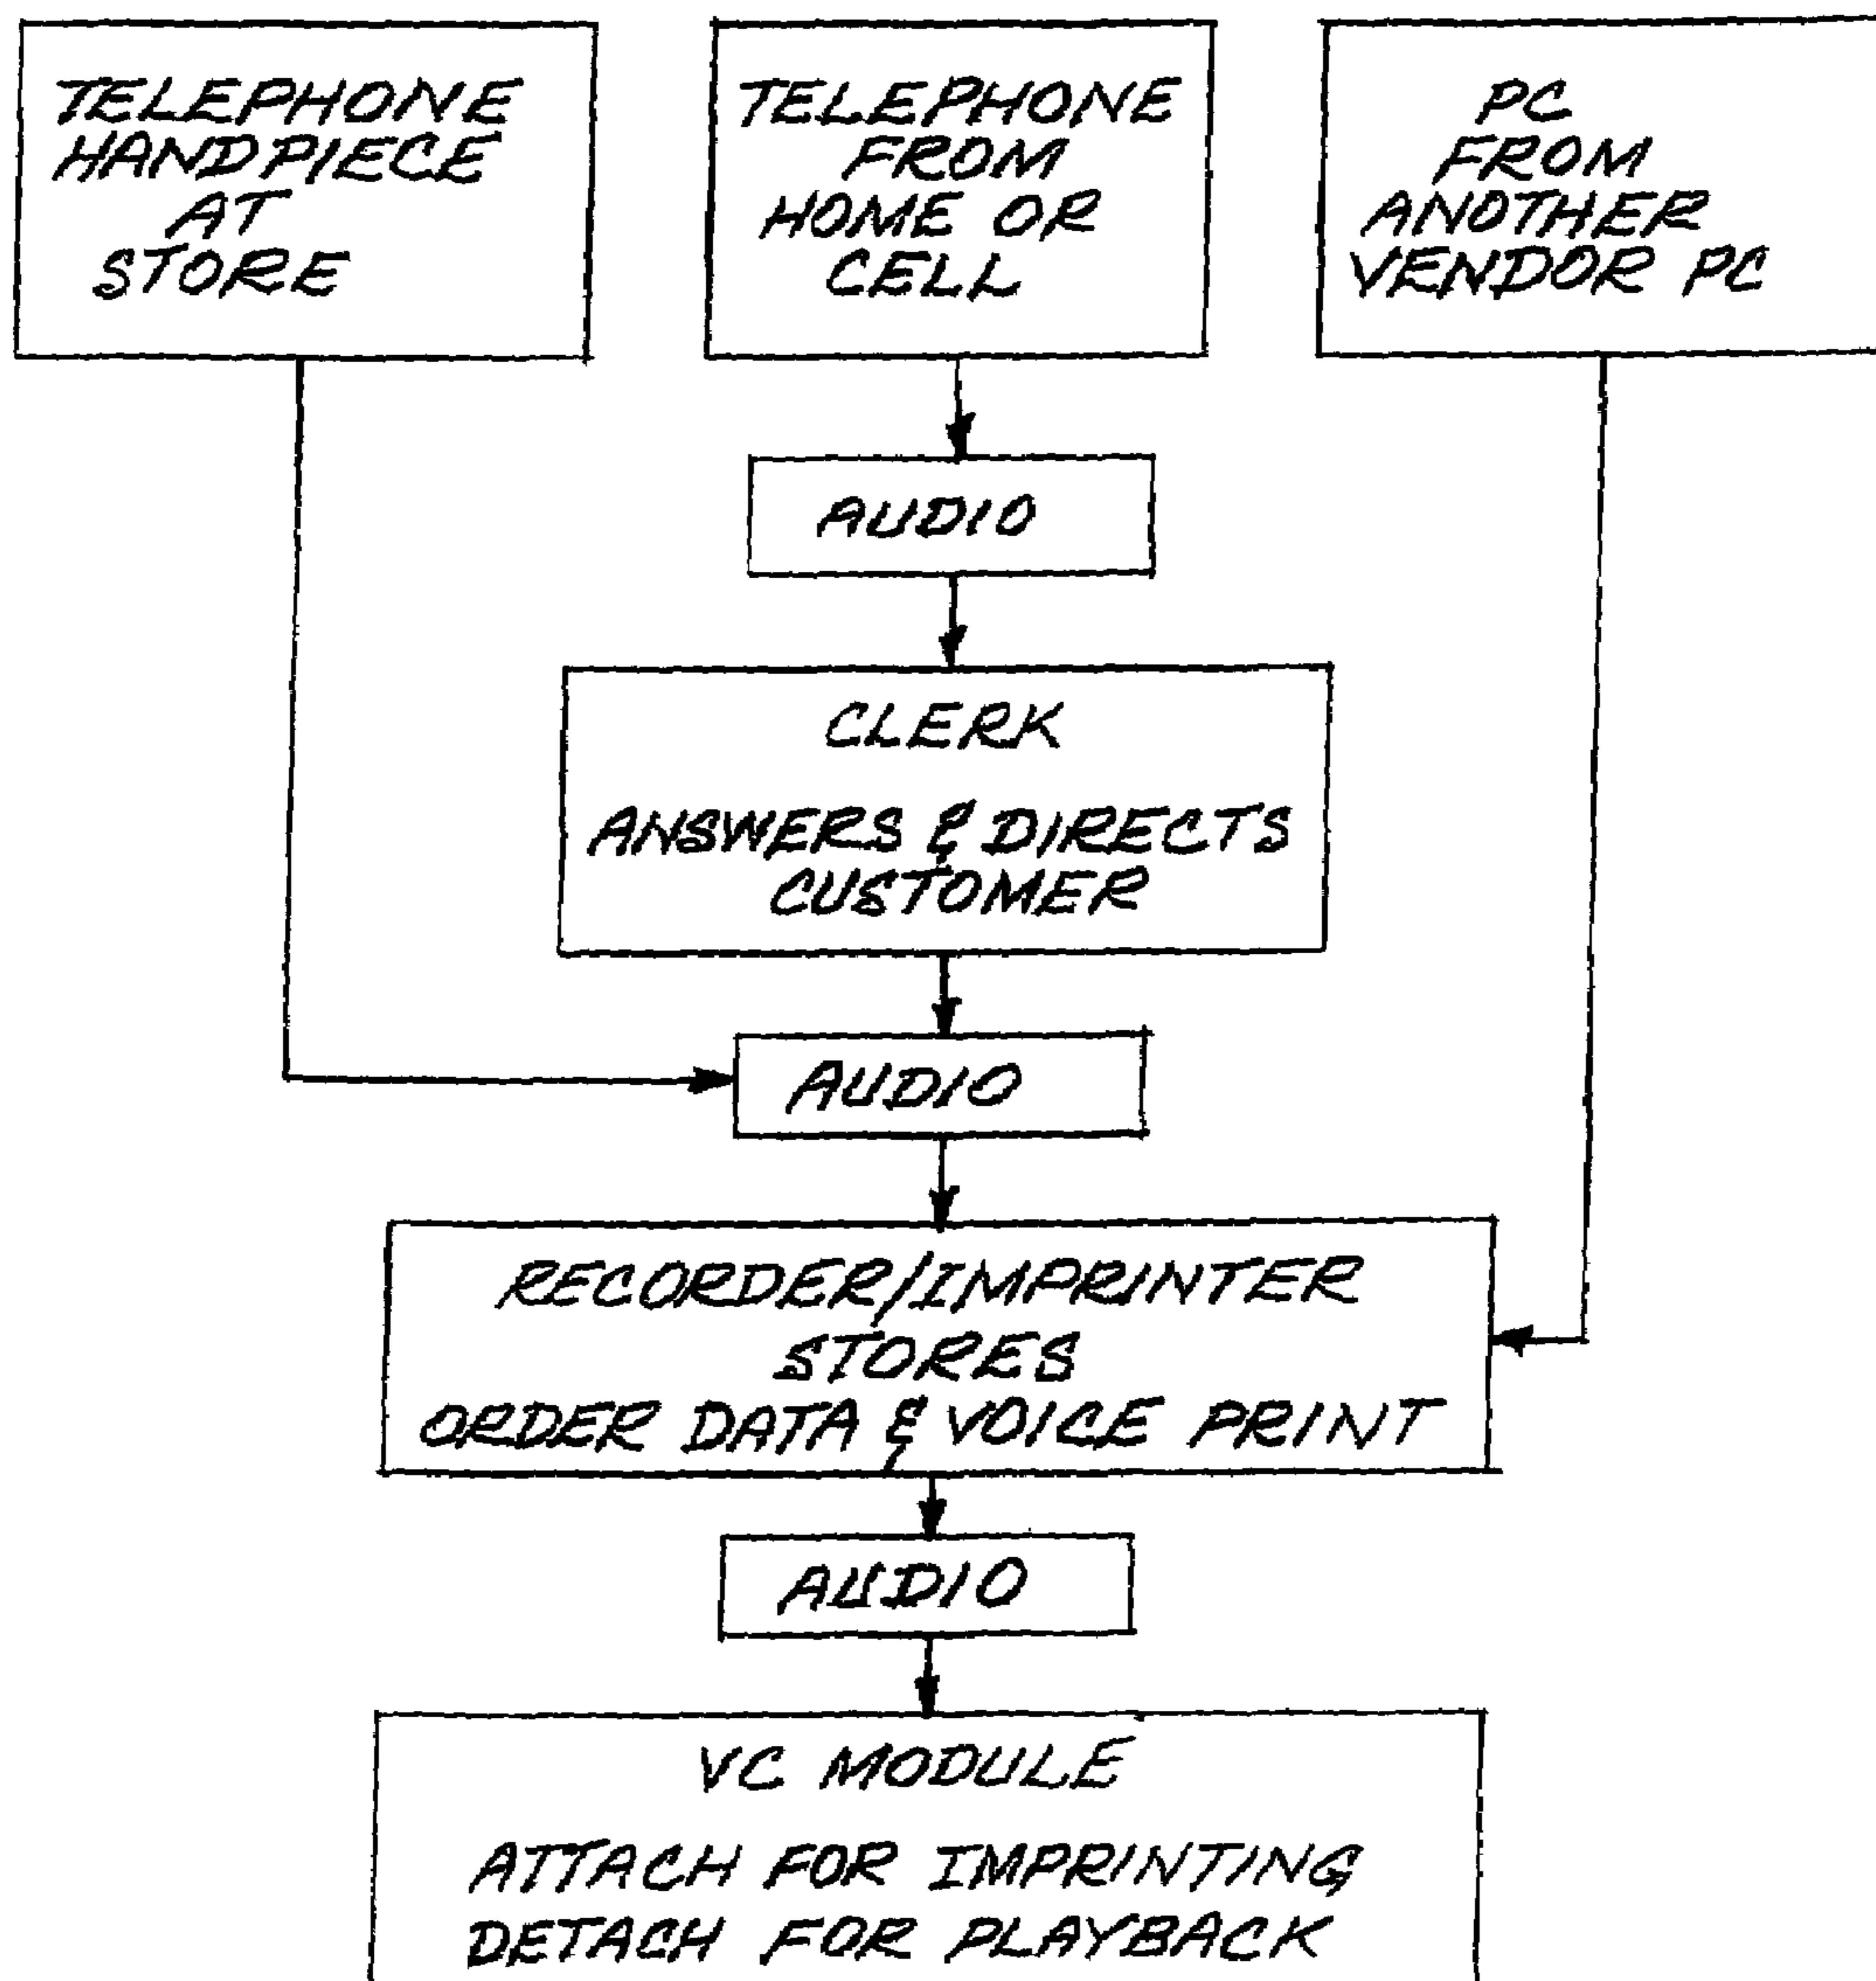 TELEPHONE
HANDPIECE
AT
STORE
TELEPHONE
FROM
HOME OR
CELL
PC
FROM
ANOTHER
VENDOR PC
AUDIO
CLERK
ANSWERS & DIRECTS
CUSTOMER
AUDIO
RECORDER/IMPRINTER
STORES
ORDER DATA & VOICE PRINT
AUDIO
VC MODULE
ATTACH FOR IMPRINTING
DETACH FOR PLAYBACK